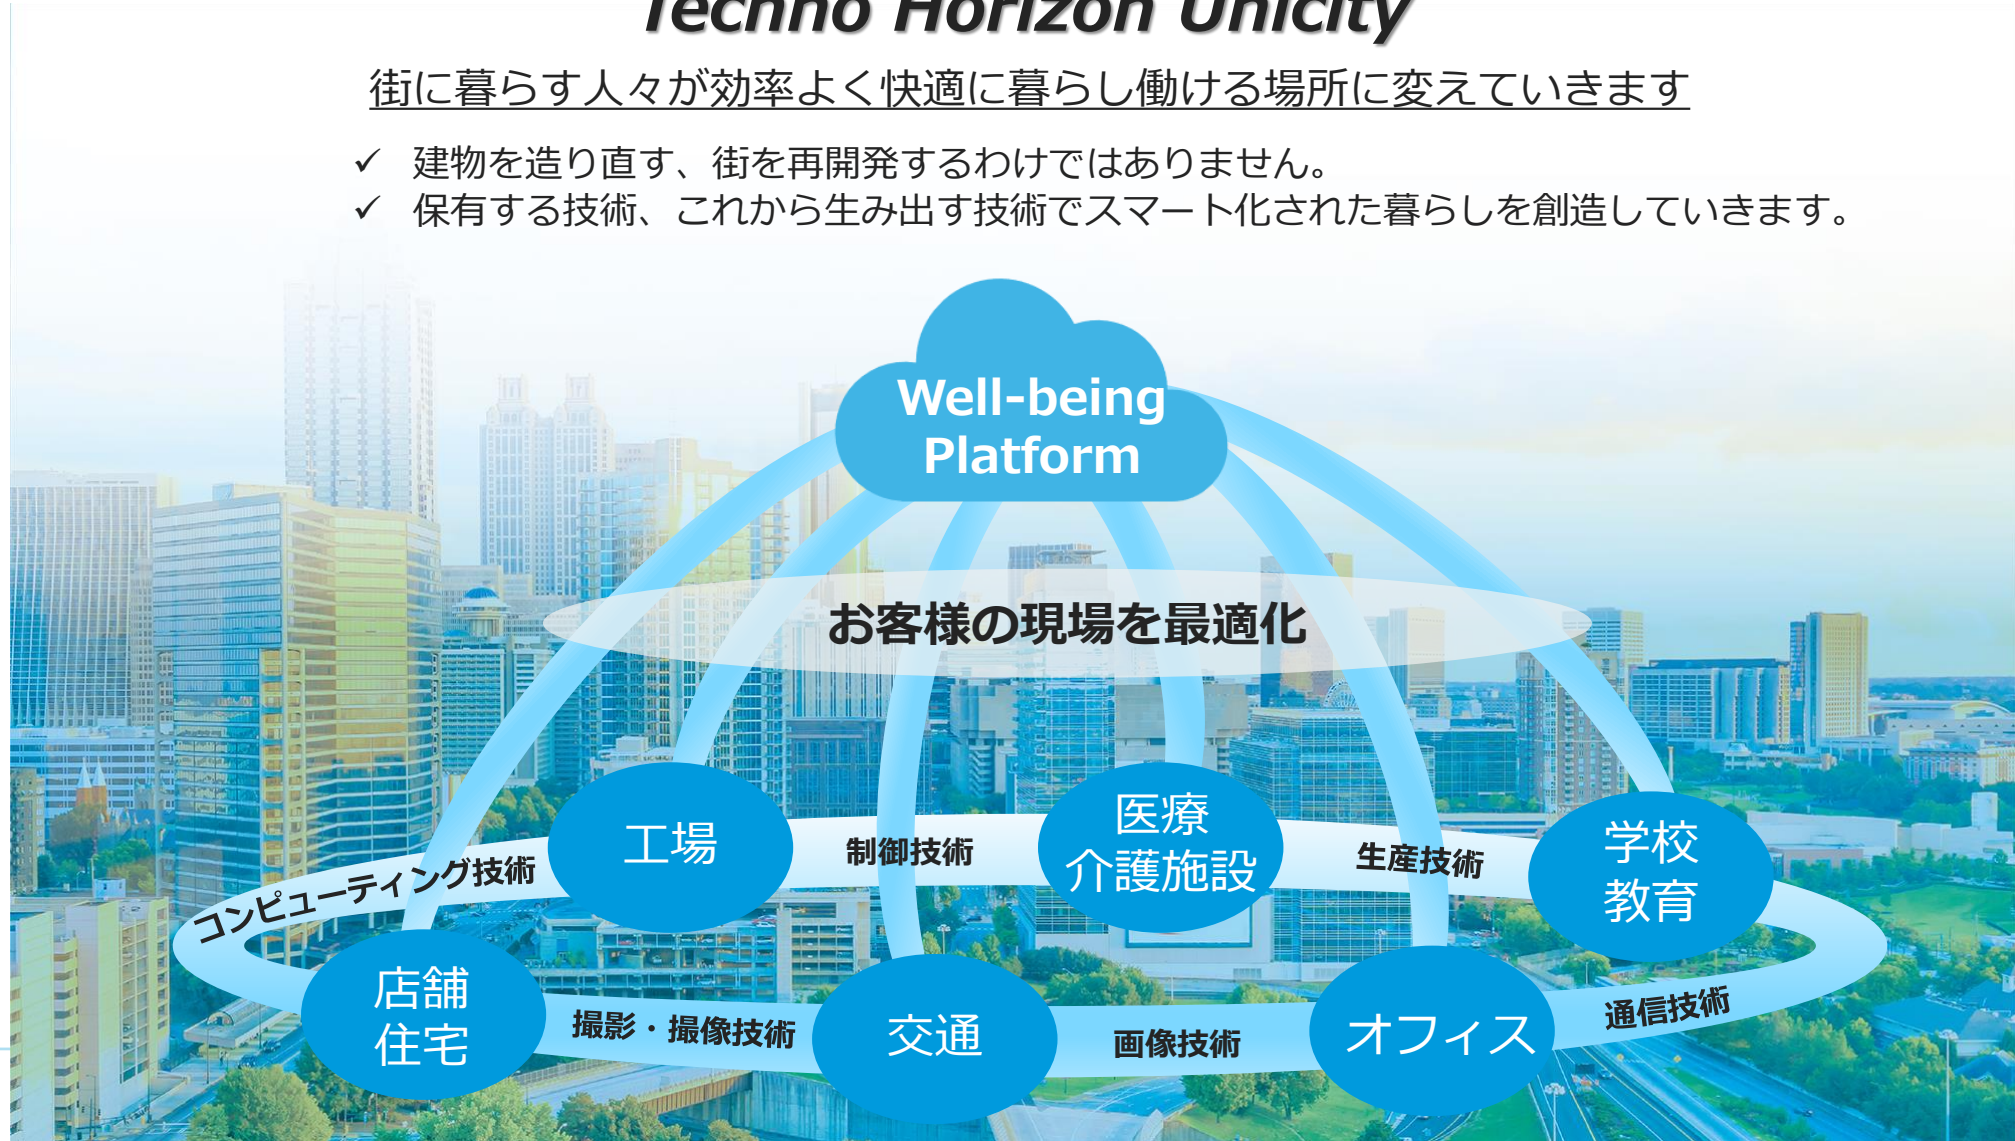 Techno Horizon Unicity
街に暮らす人々が効率よく快適に暮らし働ける場所に変えていきます
✓ 建物を造り直す、街を再開発するわけではありません。
✓ 保有する技術、これから生み出す技術でスマート化された暮らしを創造していきます。
Well-being
Platform
お客様の現場を最適化
工場
制御技術
医療
介護施設
生産技術
学校
教育
コンピューティング技術
店舗
住宅
撮影・撮像技術
交通
画像技術
オフィス
通信技術